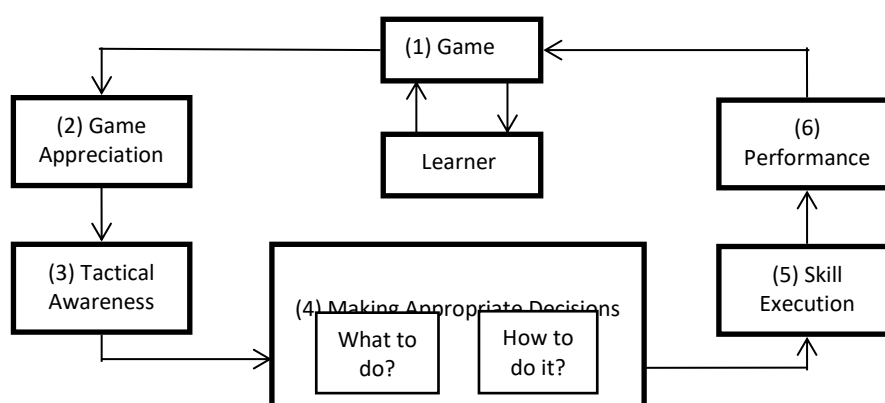 (1) Game
(2) Game
Appreciation
Learner
(6)
Performance
(3) Tactical
Awareness
(4) Making Appropriate Decisions
What to
do?
How to
do it?
(5) Skill
Execution